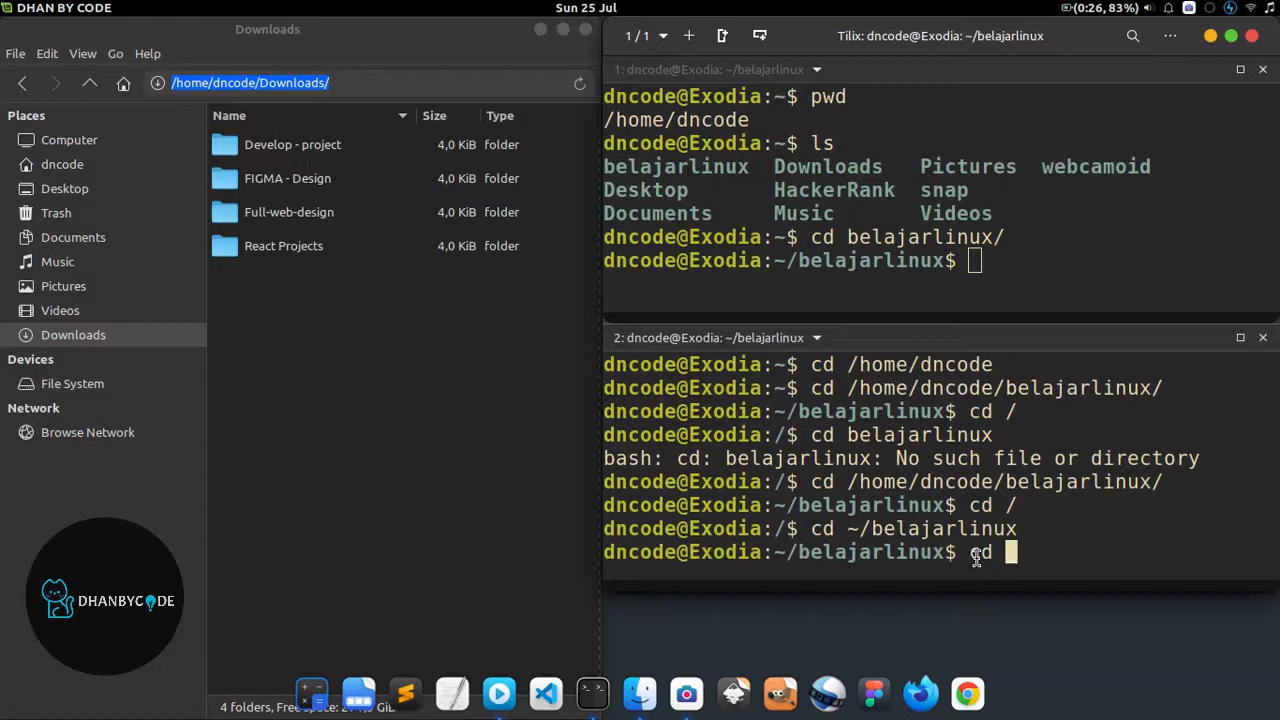 DHAN BY CODE
Sun 25 Jul
(0:26, 83%)
Downloads
File Edit View Go Help
/home/dncode/Downloads/
Places
Computer
dncode
Desktop
Trash
Documents
Music
Pictures
Videos
Downloads
Devices
File System
Network
Browse Network
Name Size Type
Develop - project 4,0 KiB folder
FIGMA - Design 4,0 KiB folder
Full-web-design 4,0 KiB folder
React Projects 4,0 KiB folder
DHANBYCODE
4 folders, Free space:
1 / 1
Tilix: dncode@Exodia: ~/belajarlinux
1: dncode@Exodia: ~/belajarlinux
dncode@Exodia:~$ pwd
/home/dncode
dncode@Exodia:~$ ls
belajarlinux Downloads Pictures webcamoid
Desktop HackerRank snap
Documents Music Videos
dncode@Exodia:~$ cd belajarlinux/
dncode@Exodia:~/belajarlinux$
2: dncode@Exodia: ~/belajarlinux
dncode@Exodia:~$ cd /home/dncode
dncode@Exodia:~$ cd /home/dncode/belajarlinux/
dncode@Exodia:~/belajarlinux$ cd /
dncode@Exodia:/$ cd belajarlinux
bash: cd: belajarlinux: No such file or directory
dncode@Exodia:/$ cd /home/dncode/belajarlinux/
dncode@Exodia:~/belajarlinux$ cd /
dncode@Exodia:/$ cd ~/belajarlinux
dncode@Exodia:~/belajarlinux$ cd